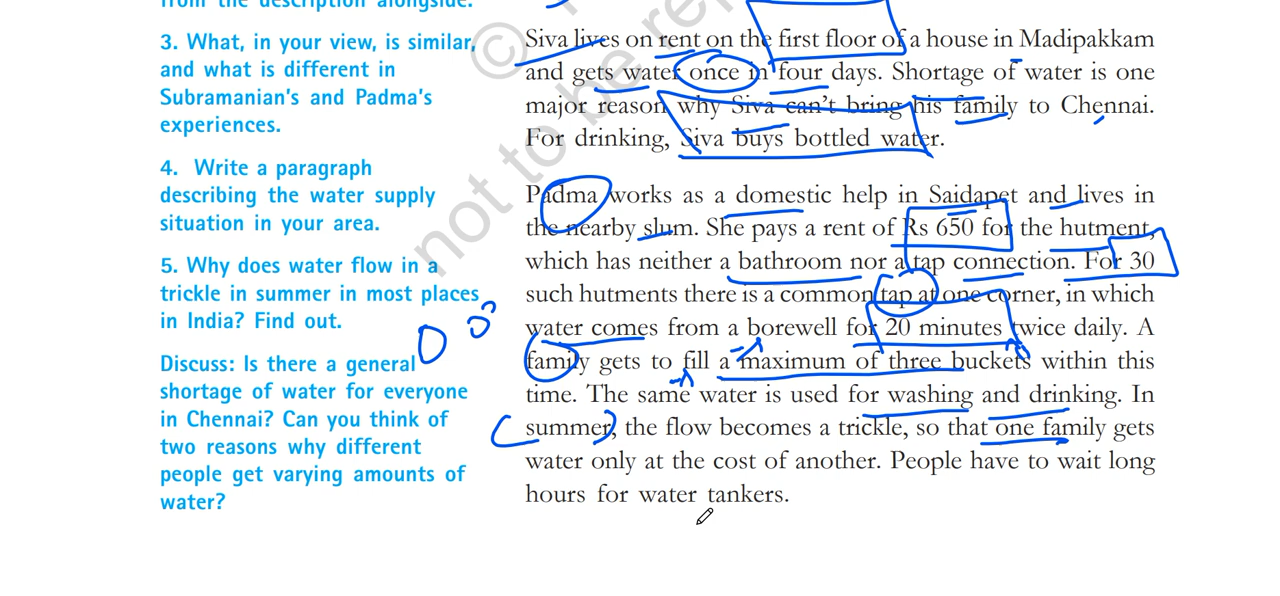 from the description alongside.
3. What, in your view, is similar,
and what is different in
Subramanian's and Padma's
experiences.
4. Write a paragraph
describing the water supply
situation in your area.
5. Why does water flow in a
trickle in summer in most places
in India? Find out.
Discuss: Is there a general
shortage of water for everyone
in Chennai? Can you think of
two reasons why different
people get varying amounts of
water?
Siva lives on rent on the first floor of a house in Madipakkam
and gets water once in four days. Shortage of water is one
major reason why Siva can't bring his family to Chennai.
For drinking, Siva buys bottled water.
Padma works as a domestic help in Saidapet and lives in
the nearby slum. She pays a rent of Rs 650 for the hutment,
which has neither a bathroom nor a tap connection. For 30
such hutments there is a common tap at one corner, in which
water comes from a borewell for 20 minutes twice daily. A
family gets to fill a maximum of three buckets within this
time. The same water is used for washing and drinking. In
summer, the flow becomes a trickle, so that one family gets
water only at the cost of another. People have to wait long
hours for water tankers.
©
not to be